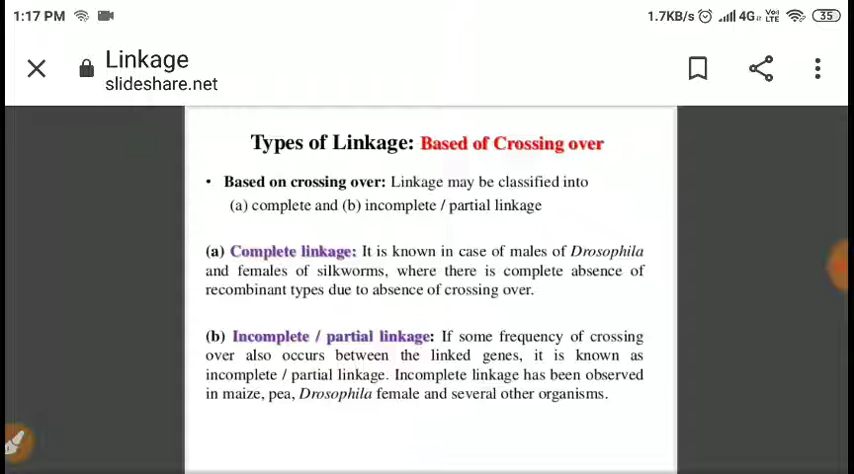 1:17 PM
1.7KB/s 4G VoI LTE 35
Linkage
slideshare.net
Types of Linkage: Based of Crossing over
• Based on crossing over: Linkage may be classified into
(a) complete and (b) incomplete / partial linkage
(a) Complete linkage: It is known in case of males of Drosophila
and females of silkworms, where there is complete absence of
recombinant types due to absence of crossing over.
(b) Incomplete / partial linkage: If some frequency of crossing
over also occurs between the linked genes, it is known as
incomplete / partial linkage. Incomplete linkage has been observed
in maize, pea, Drosophila female and several other organisms.